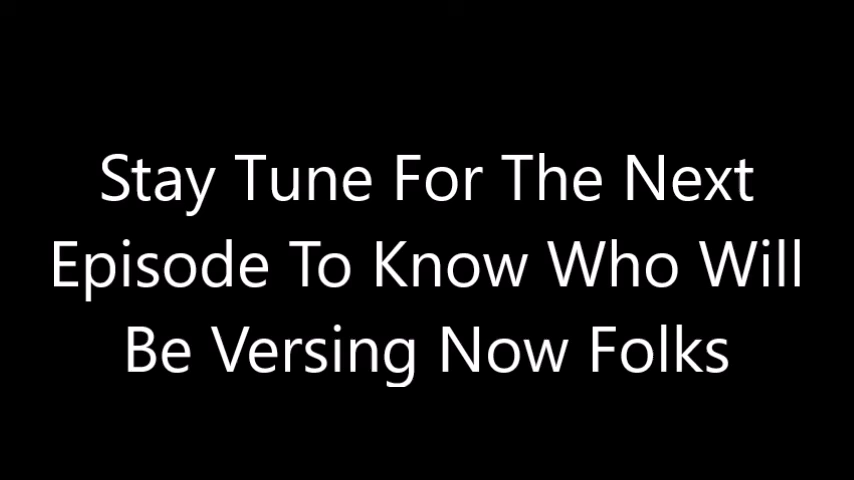 Stay Tune For The Next
Episode To Know Who Will
Be Versing Now Folks